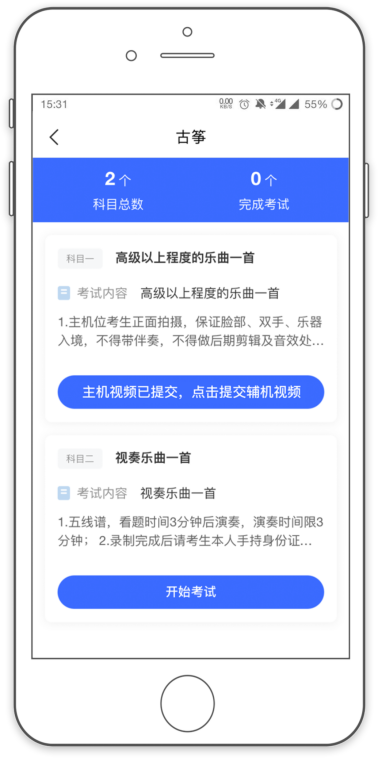 15:31
0.00
KB/S
4G
55%
古筝
2个
0个
科目总数
完成考试
科目一
高级以上程度的乐曲一首
考试内容 高级以上程度的乐曲一首
1.主机位考生正面拍摄，保证脸部、双手、乐器
入境，不得带伴奏，不得做后期剪辑及音效处...
主机视频已提交，点击提交辅机视频
科目二
视奏乐曲一首
考试内容 视奏乐曲一首
1.五线谱，看题时间3分钟后演奏，演奏时间限3
分钟； 2.录制完成后请考生本人手持身份证...
开始考试